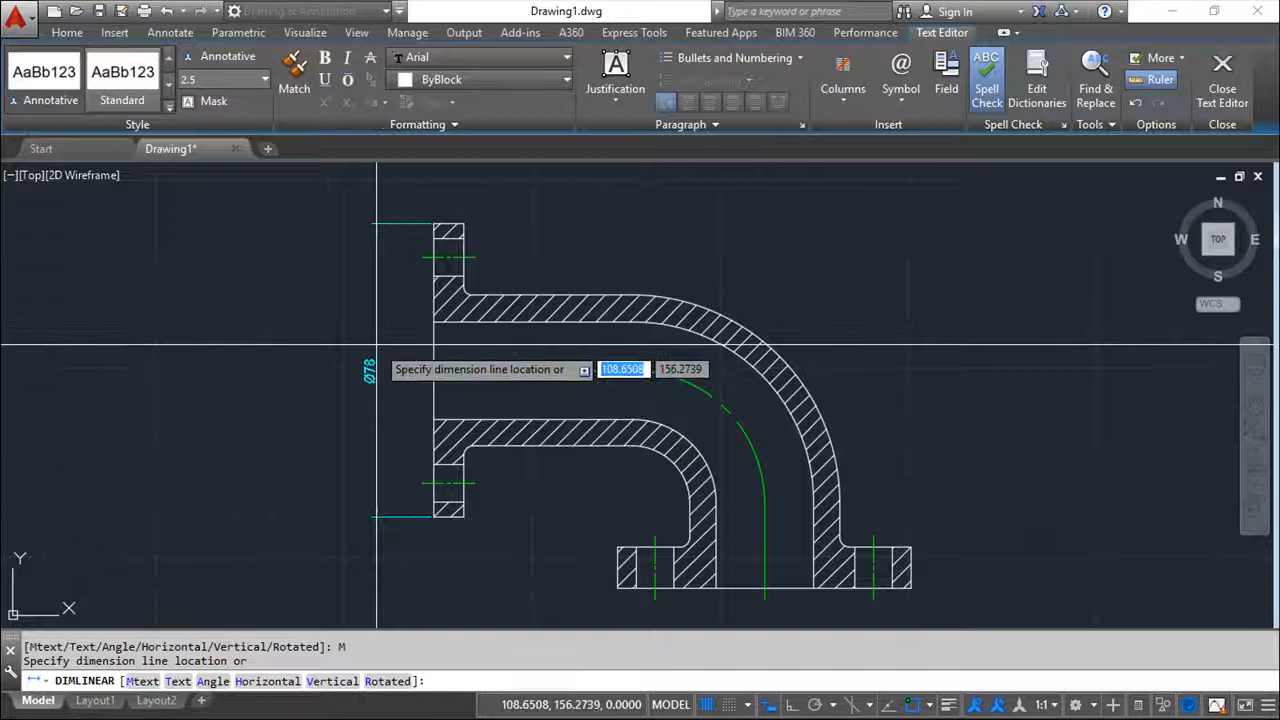 Drawing & Annotation
Drawing1.dwg
Type a keyword or phrase
Sign In
Home Insert Annotate Parametric Visualize View Manage Output Add-ins A360 Express Tools Featured Apps BIM 360 Performance Text Editor
AaBb123 AaBb123
Annotative Standard
Annotative
2.5
Mask
Style
Match
Arial
ByBlock
Formatting
Justification
Bullets and Numbering
Paragraph
Columns
Symbol
Field
Insert
ABC
Spell
Check
Edit
Dictionaries
Spell Check
Find &
Replace
Tools
More
Ruler
Options
Close
Text Editor
Close
Start Drawing1*
[−][Top][2D Wireframe]
N
W TOP E
S
WCS
Ø78
Specify dimension line location or 108.6508 156.2739
Y
X
[Mtext/Text/Angle/Horizontal/Vertical/Rotated]: M
Specify dimension line location or
DIMLINEAR [Mtext Text Angle Horizontal Vertical Rotated]:
Model Layout1 Layout2
108.6508, 156.2739, 0.0000 MODEL 1:1